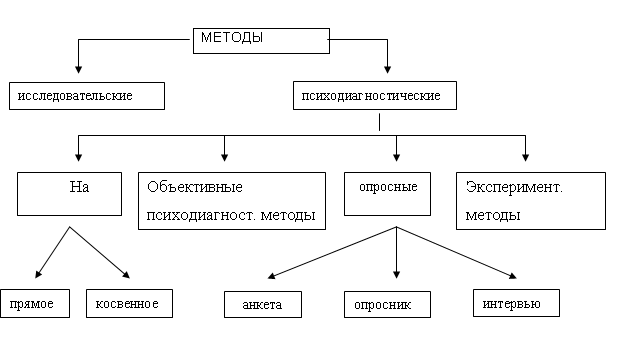 МЕТОДЫ
исследовательские
психодиагностические
На
Объективные
психодиагност. методы
опросные
Эксперимент.
методы
прямое
косвенное
анкета
опросник
интервью